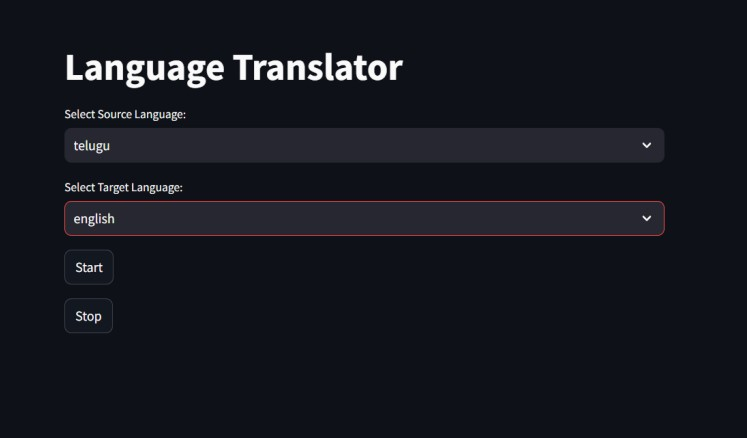 Language Translator
Select Source Language:
telugu
Select Target Language:
english
Start
Stop